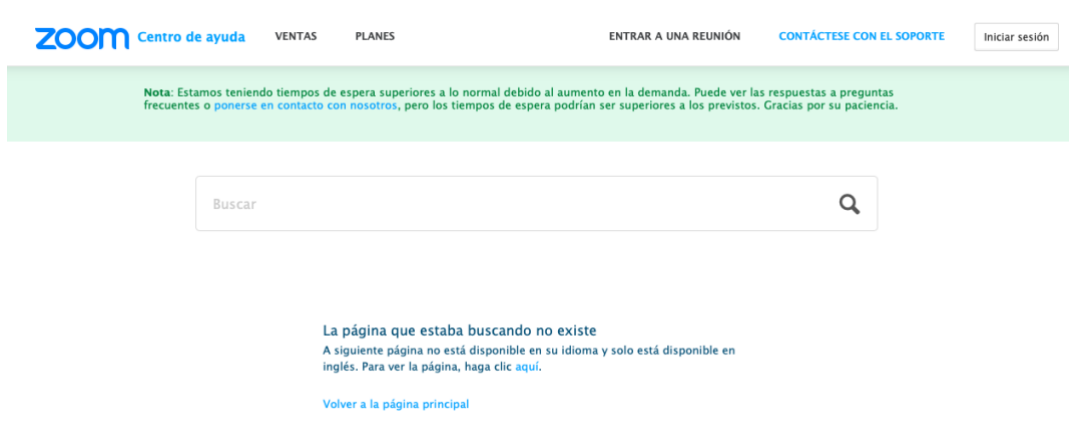 zoom Centro de ayuda VENTAS PLANES ENTRAR A UNA REUNIÓN CONTÁCTESE CON EL SOPORTE Iniciar sesión
Nota: Estamos teniendo tiempos de espera superiores a lo normal debido al aumento en la demanda. Puede ver las respuestas a preguntas
frecuentes o ponerse en contacto con nosotros, pero los tiempos de espera podrían ser superiores a los previstos. Gracias por su paciencia.
Buscar
La página que estaba buscando no existe
A siguiente página no está disponible en su idioma y solo está disponible en
inglés. Para ver la página, haga clic aquí.
Volver a la página principal